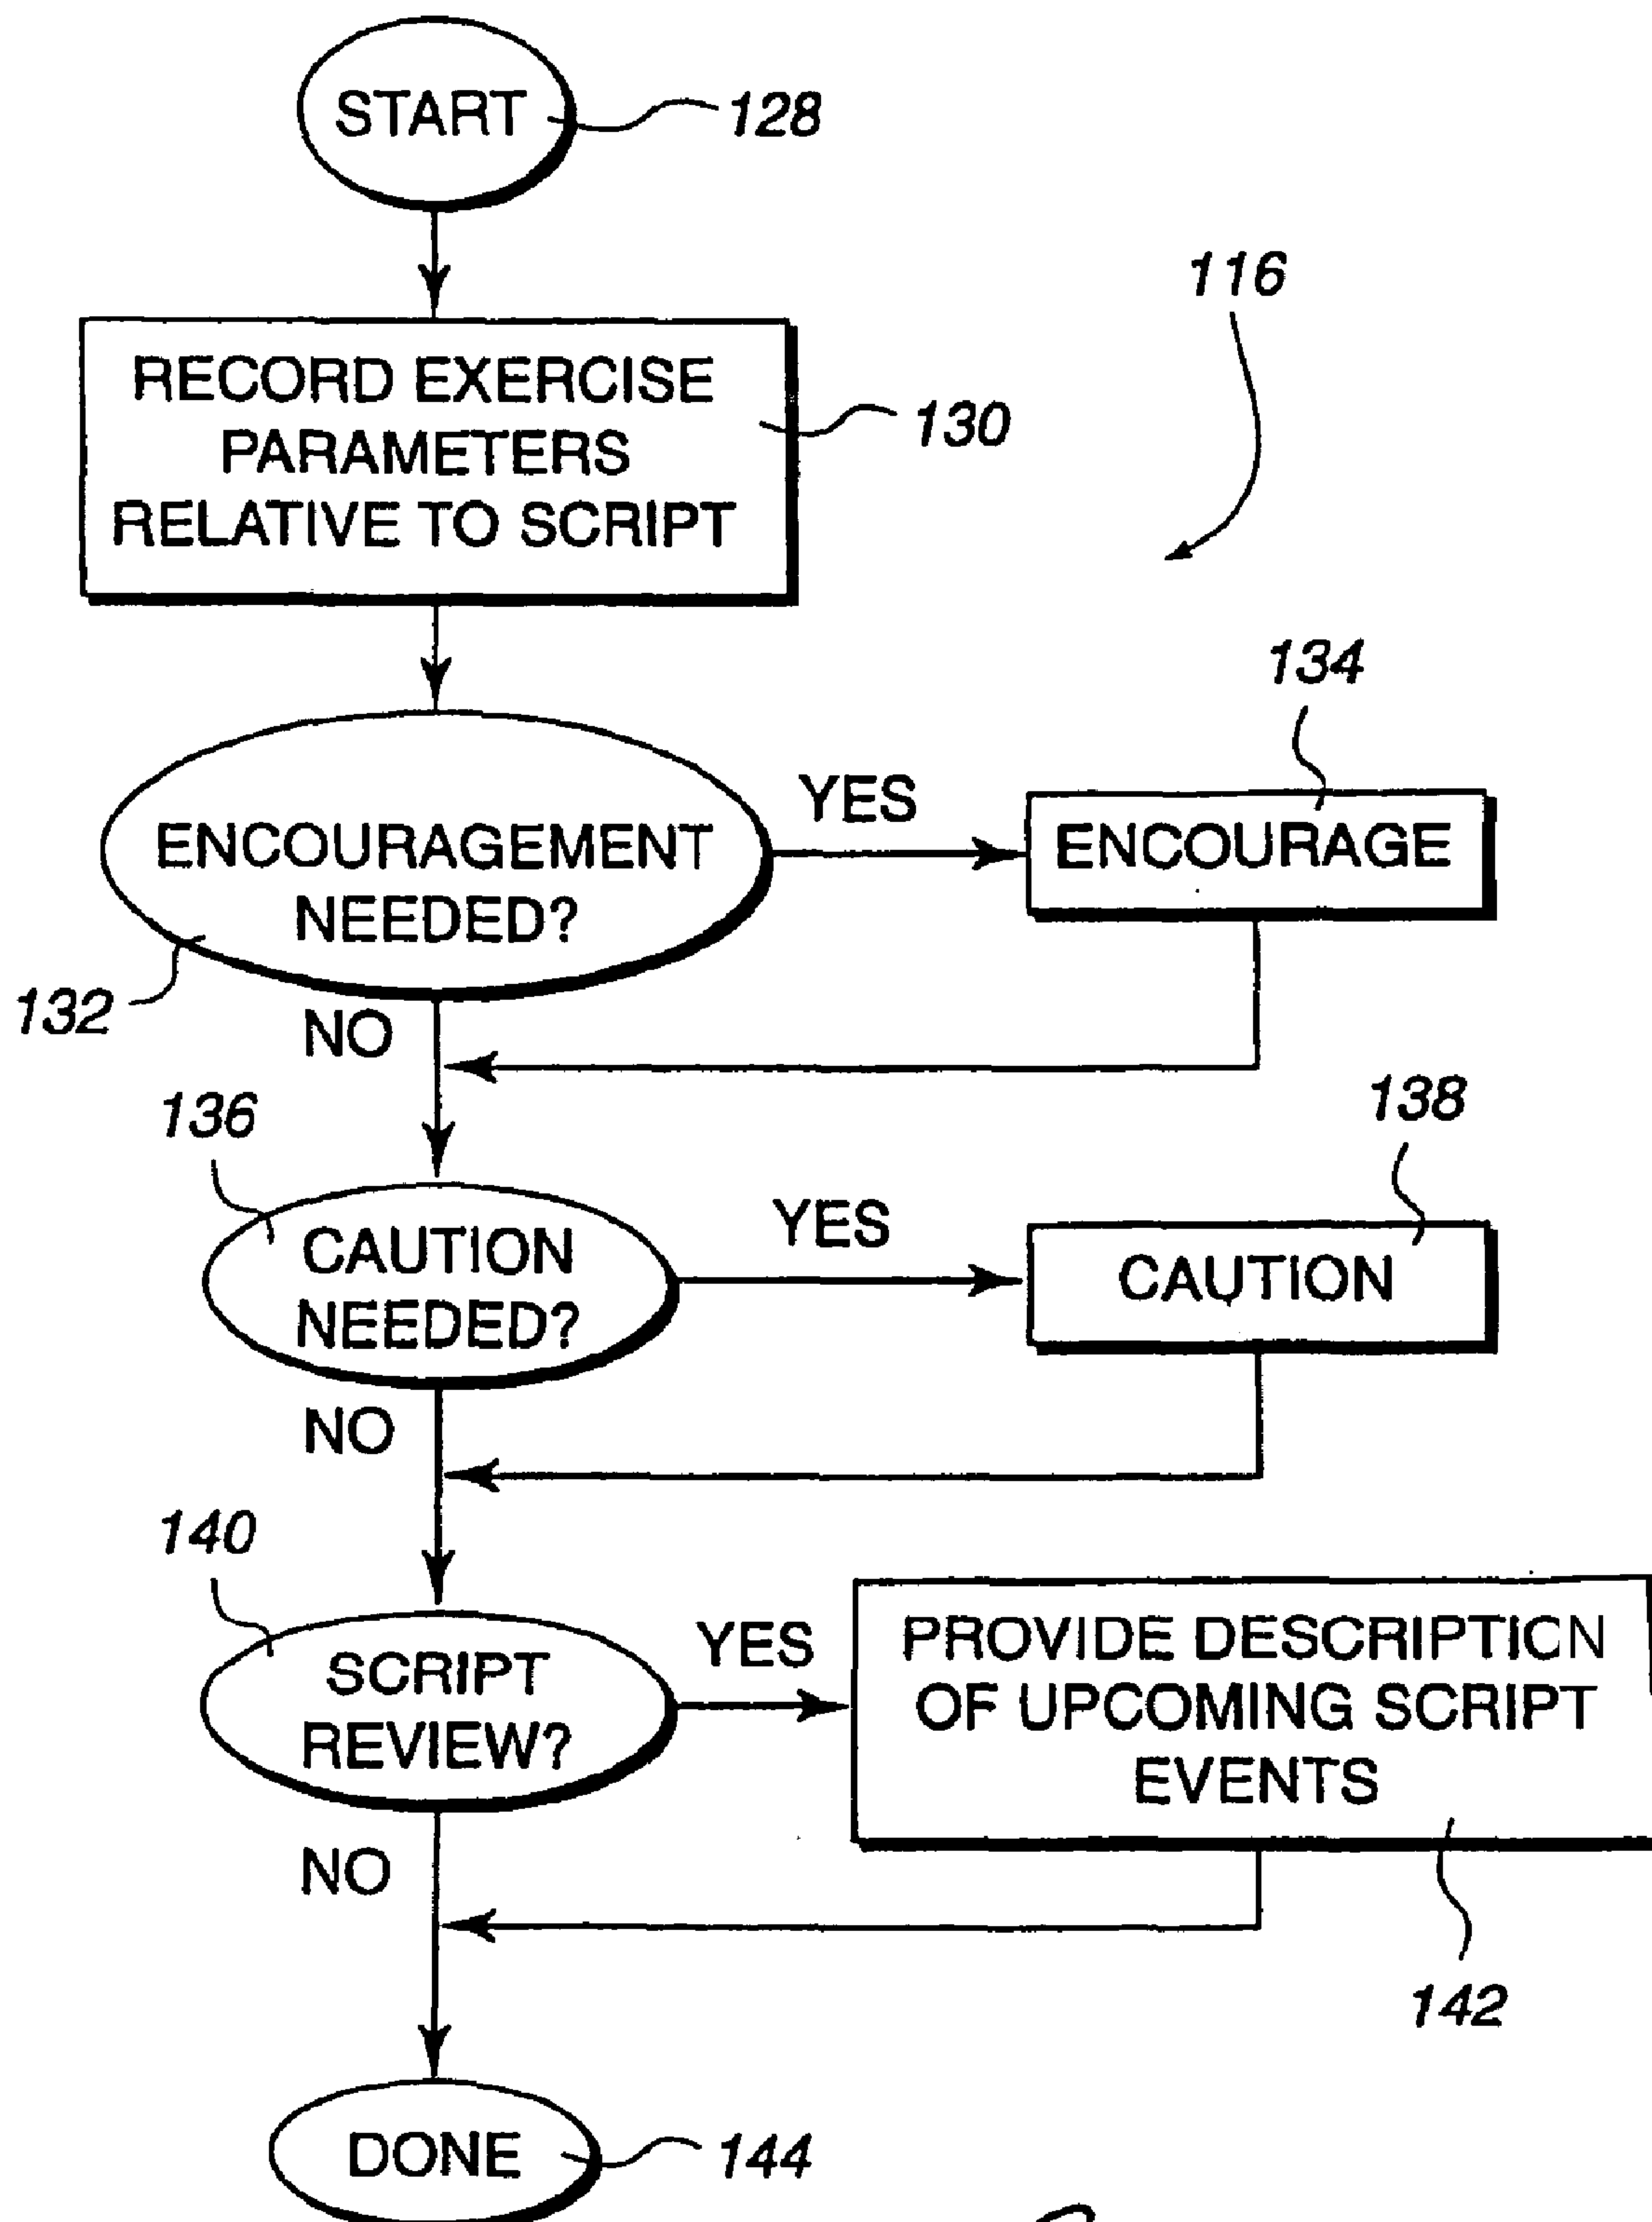 START
128
116
RECORD EXERCISE
PARAMETERS
RELATIVE TO SCRIPT
130
134
ENCOURAGEMENT
NEEDED?
YES
ENCOURAGE
132
NO
136
138
CAUTION
NEEDED?
YES
CAUTION
NO
140
SCRIPT
REVIEW?
YES
PROVIDE DESCRIPTION
OF UPCOMING SCRIPT
EVENTS
NO
142
DONE
144